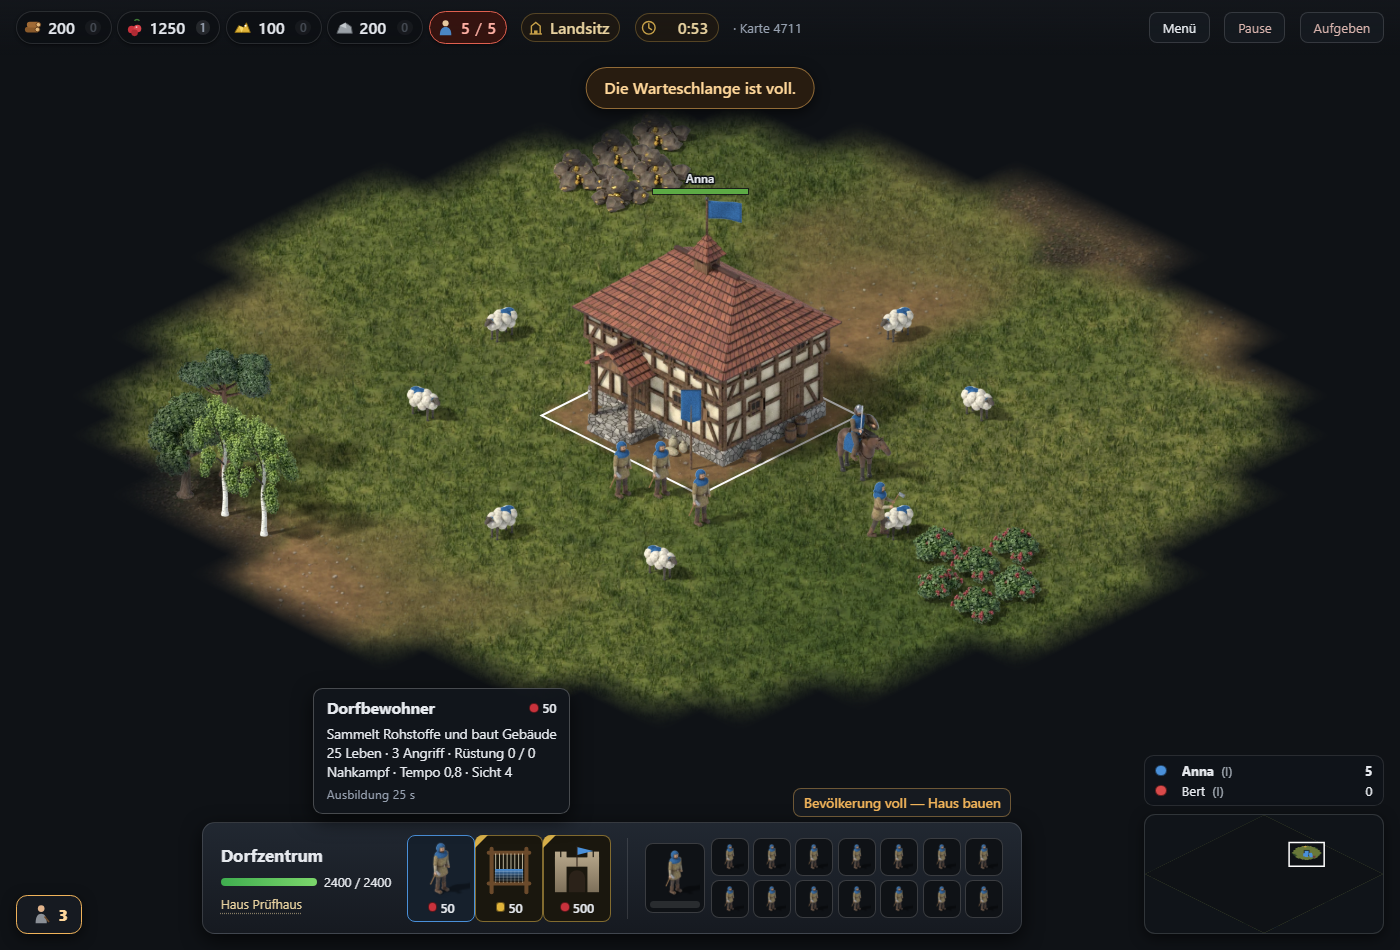 200 0 1250 1 100 0 200 0 5 / 5 Landsitz 0:53 · Karte 4711 Menü Pause Aufgeben
Die Warteschlange ist voll.
Anna
Dorfbewohner 50
Sammelt Rohstoffe und baut Gebäude
25 Leben · 3 Angriff · Rüstung 0 / 0
Nahkampf · Tempo 0,8 · Sicht 4
Ausbildung 25 s
Bevölkerung voll — Haus bauen
Dorfzentrum
2400 / 2400
Haus Prüfhaus
50 50 500
3
Anna (I) 5
Bert (I) 0